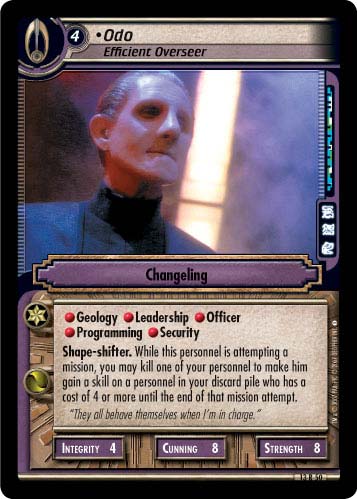 4
•Odo
Efficient Overseer
Changeling
Geology Leadership Officer
Programming Security
Shape-shifter. While this personnel is attempting a
mission, you may kill one of your personnel to make him
gain a skill on a personnel in your discard pile who has a
cost of 4 or more until the end of that mission attempt.
"They all behave themselves when I'm in charge."
INTEGRITY 4 CUNNING 8 STRENGTH 8
13 R 50